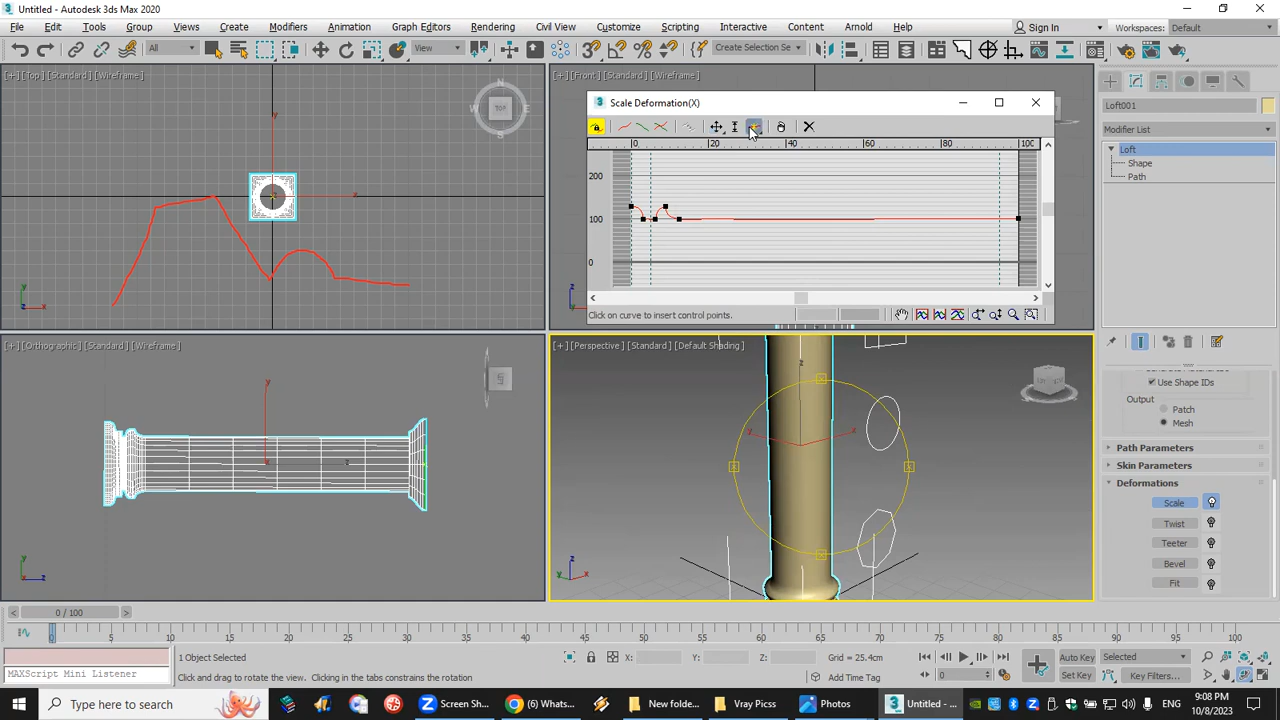 Untitled - Autodesk 3ds Max 2020
File Edit Tools Group Views Create Modifiers Animation Graph Editors Rendering Civil View Customize Scripting Interactive Content Arnold Help Sign In Workspaces: Default
All View Create Selection Se
[+] [Top] [Standard] [Wireframe]
[+] [Front] [Standard] [Wireframe]
TOP
N
W
E
S
y
x
Scale Deformation(X)
0 20 40 60 80 100
200
100
0
Click on curve to insert control points.
Loft001
Modifier List
Loft
Shape
Path
Use Shape IDs
Output
Patch
Mesh
Path Parameters
Skin Parameters
Deformations
Scale
Twist
Teeter
Bevel
Fit
[+] [Orthographic] [Wireframe]
[+] [Perspective] [Standard] [Default Shading]
0 / 100
0 5 10 15 20 25 30 35 40 45 50 55 60 65 70 75 80 85 90 95 100
MAXScript Mini Listener
1 Object Selected
Click and drag to rotate the view. Clicking in the tabs constrains the rotation
X: Y: Z: Grid = 25.4cm
Add Time Tag
Auto Key Selected
Set Key Key Filters...
0
Type here to search
Screen Sh...
(6) Whats...
New folde...
Vray Picss
Photos
Untitled - ...
ENG
9:08 PM
10/8/2023